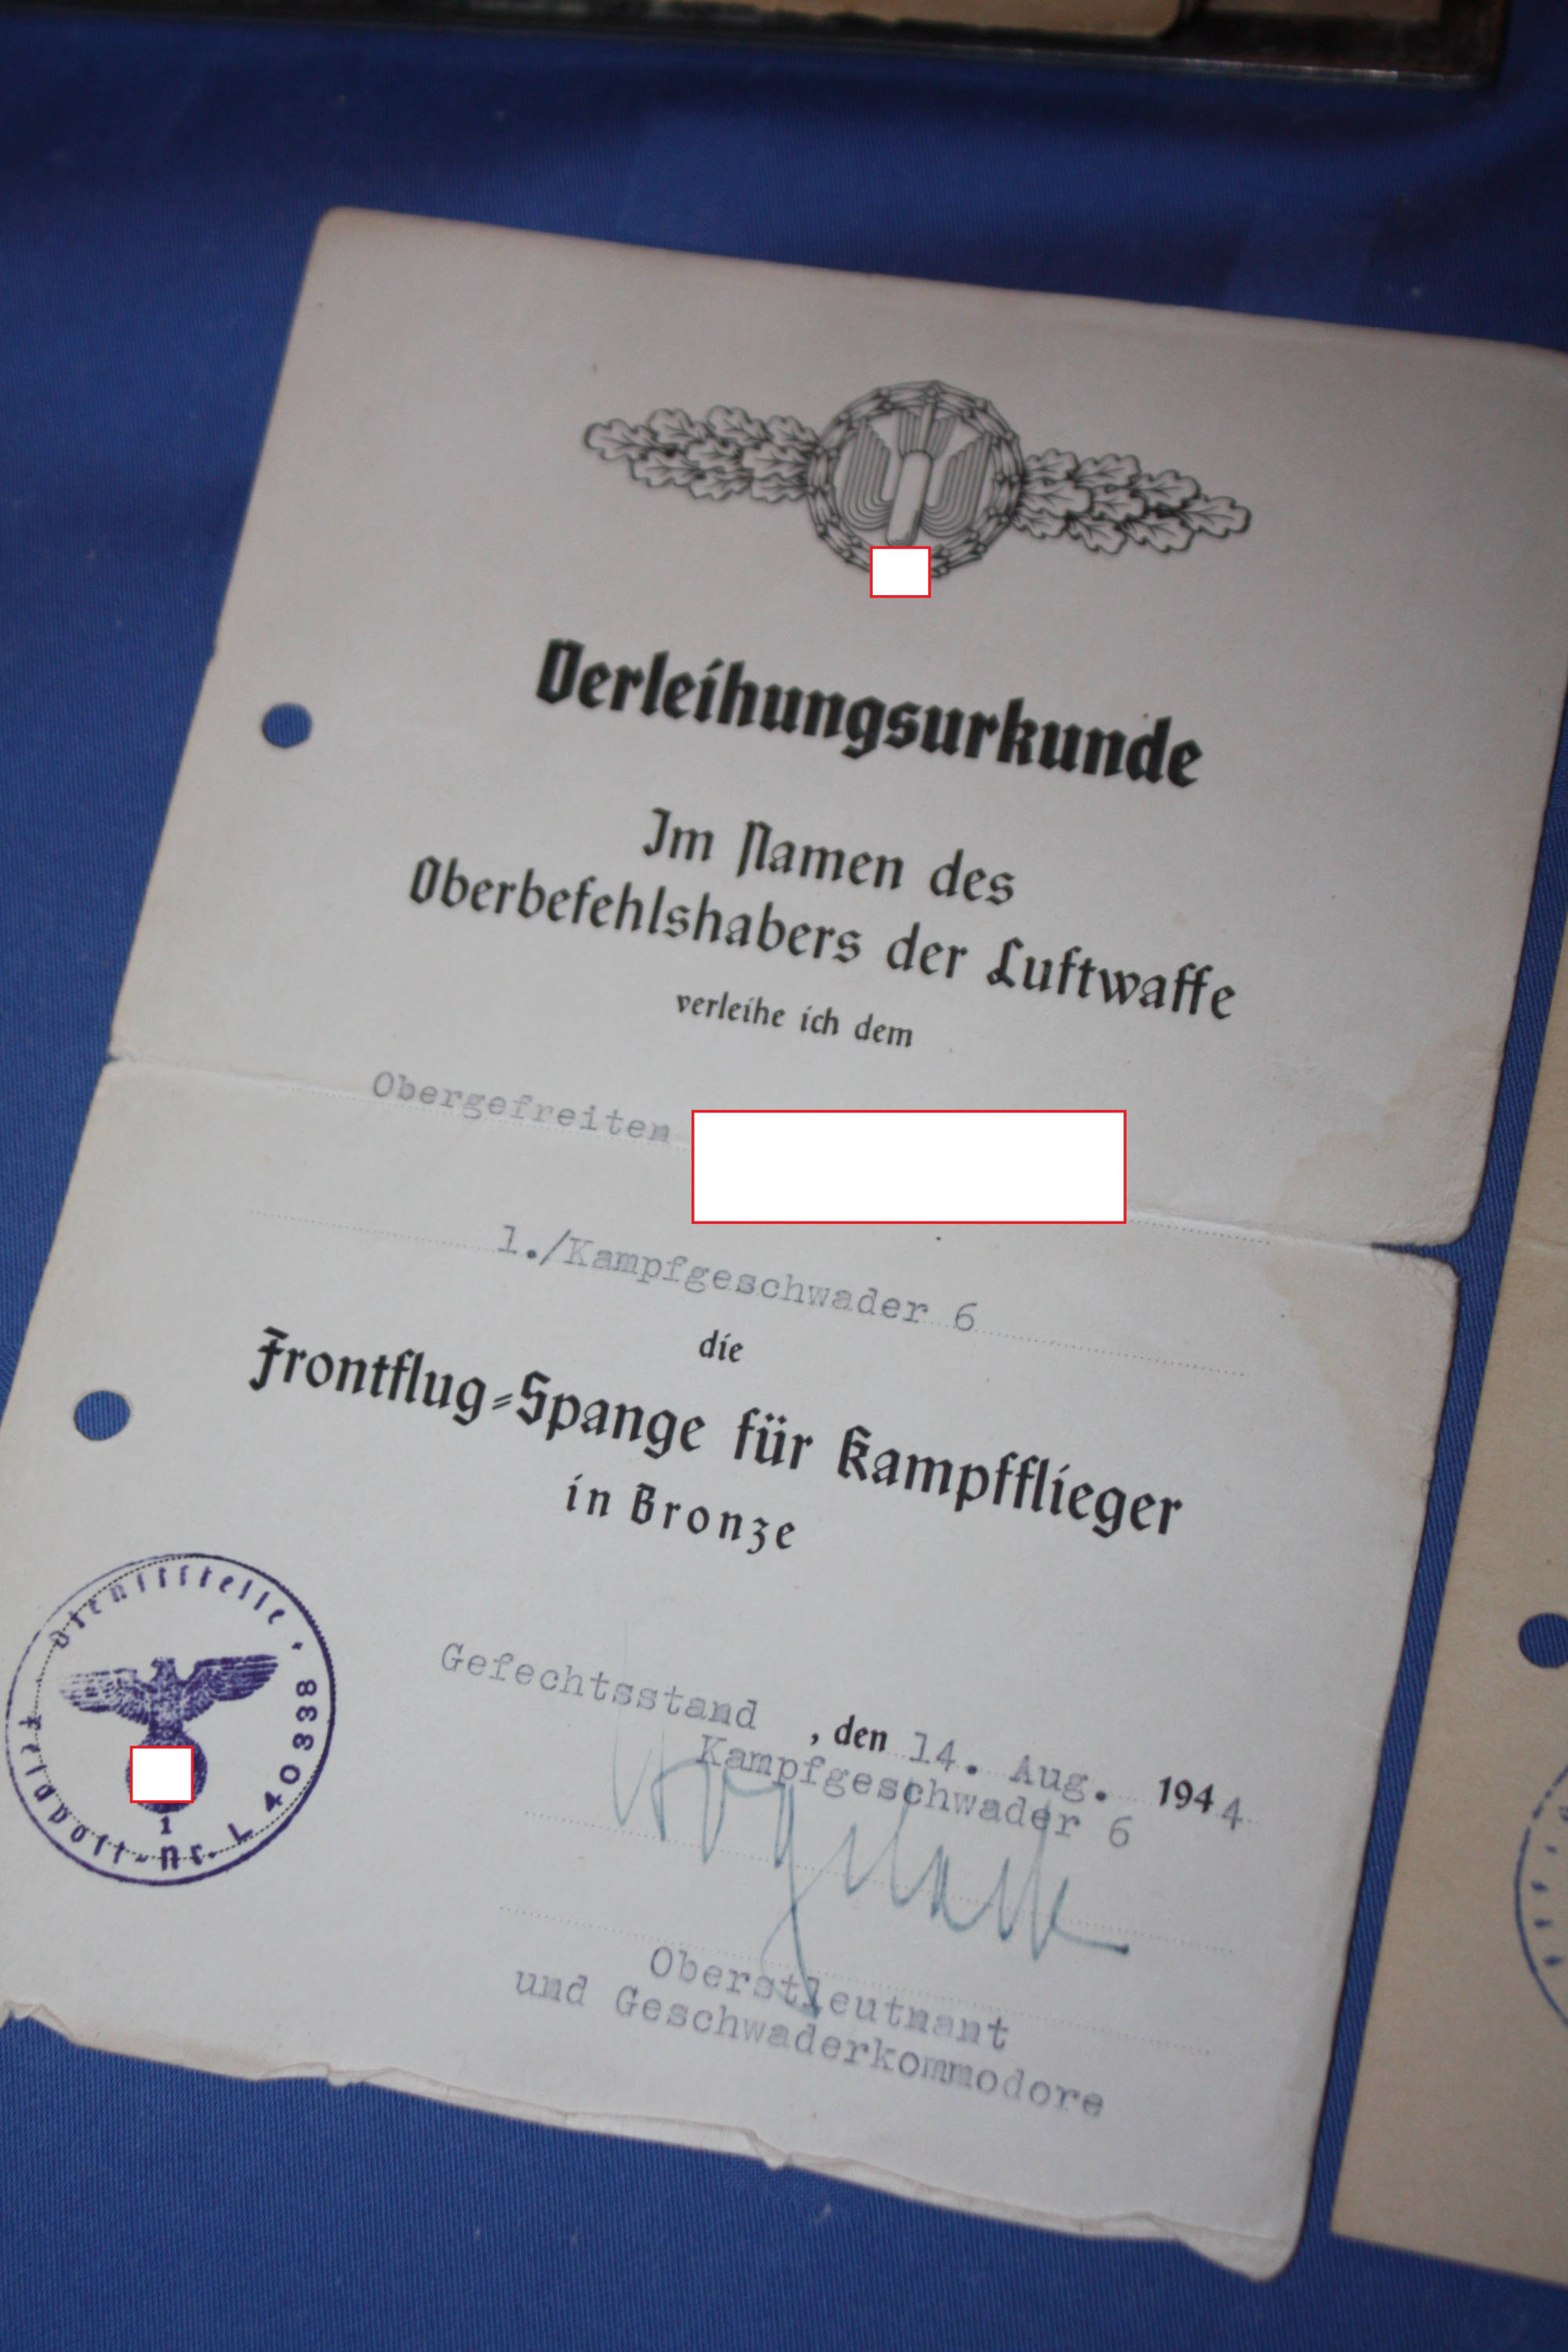 Verleihungsurkunde
Im Namen des
Oberbefehlshabers der Luftwaffe
verleihe ich dem
Obergefreiten
1./Kampfgeschwader 6
die
Frontflug-Spange für Kampfflieger
in Bronze
Gefechtsstand , den 14. Aug. 1944
Kampfgeschwader 6
Oberstleutnant
und Geschwaderkommodore
Dienststelle · Feldpost-Nr. L 40338
1